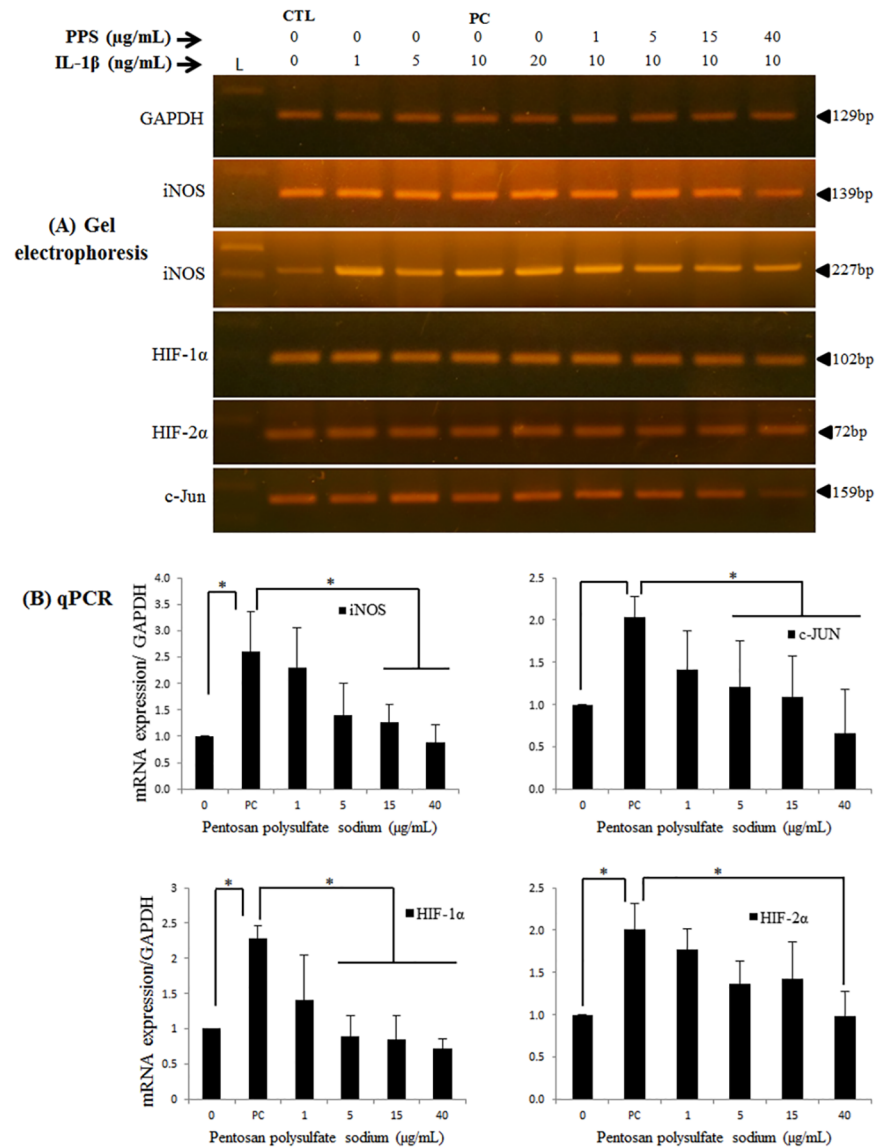 CTL PC
PPS (µg/mL) → 0 0 0 0 0 1 5 15 40
IL-1β (ng/mL) → L 0 1 5 10 20 10 10 10 10
GAPDH 129bp
iNOS 139bp
(A) Gel
electrophoresis
iNOS 227bp
HIF-1α 102bp
HIF-2α 72bp
c-Jun 159bp
(B) qPCR
mRNA expression/ GAPDH
4.0
3.5
3.0
2.5
2.0
1.5
1.0
0.5
0.0
* *
iNOS
0 PC 1 5 15 40
Pentosan polysulfate sodium (µg/mL)
2.5
2.0
1.5
1.0
0.5
0.0
*
c-JUN
0 PC 1 5 15 40
Pentosan polysulfate sodium (µg/mL)
mRNA expression/GAPDH
3
2.5
2
1.5
1
0.5
0
* *
HIF-1α
0 PC 1 5 15 40
Pentosan polysulfate sodium (µg/mL)
2.5
2.0
1.5
1.0
0.5
0.0
* *
HIF-2α
0 PC 1 5 15 40
Pentosan polysulfate sodium (µg/mL)